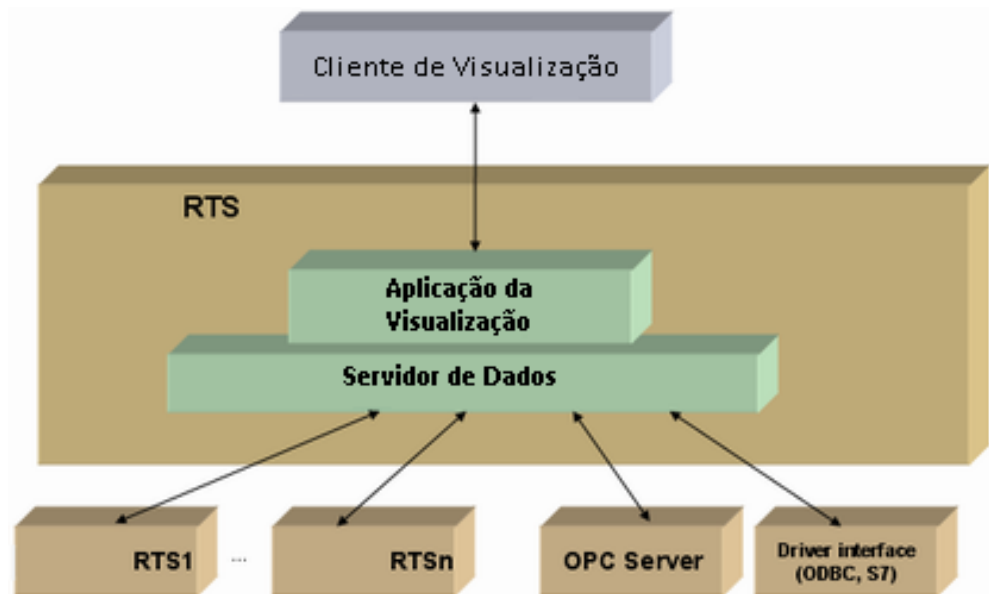 Cliente de Visualização
RTS
Aplicação da
Visualização
Servidor de Dados
RTS1
...
RTSn
OPC Server
Driver interface
(ODBC, S7)